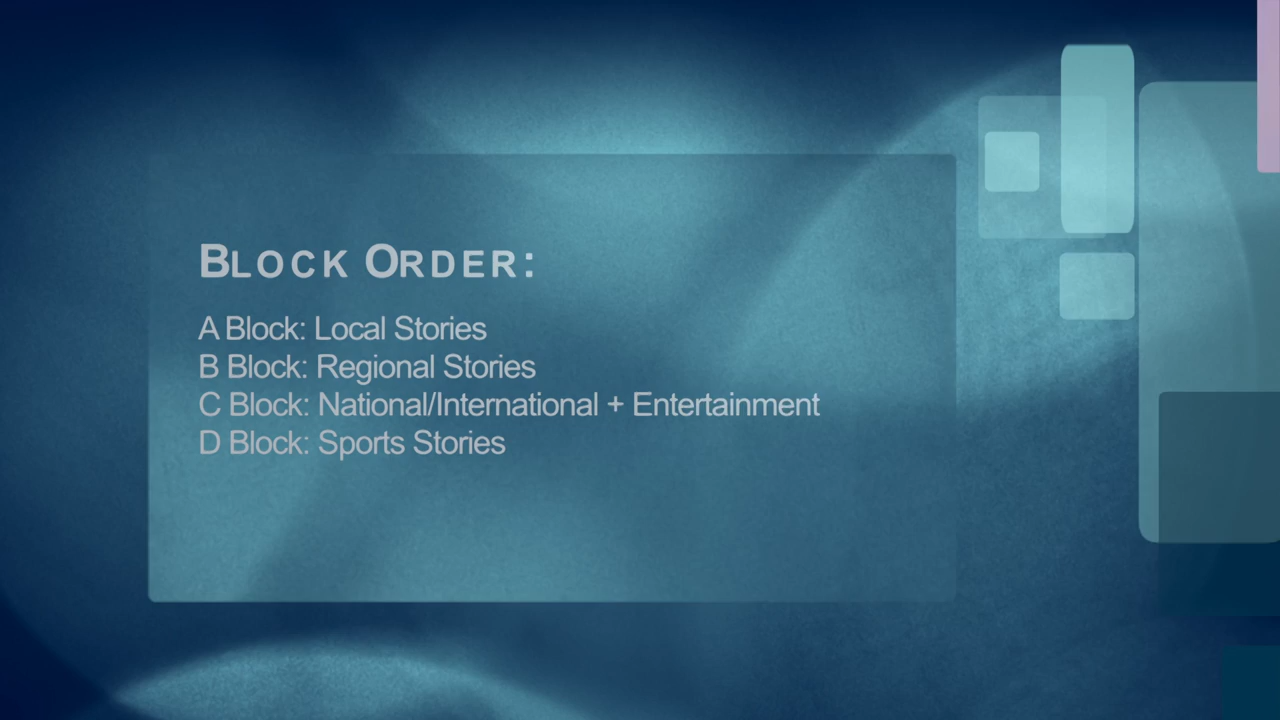 BLOCK ORDER:
A Block: Local Stories
B Block: Regional Stories
C Block: National/International + Entertainment
D Block: Sports Stories